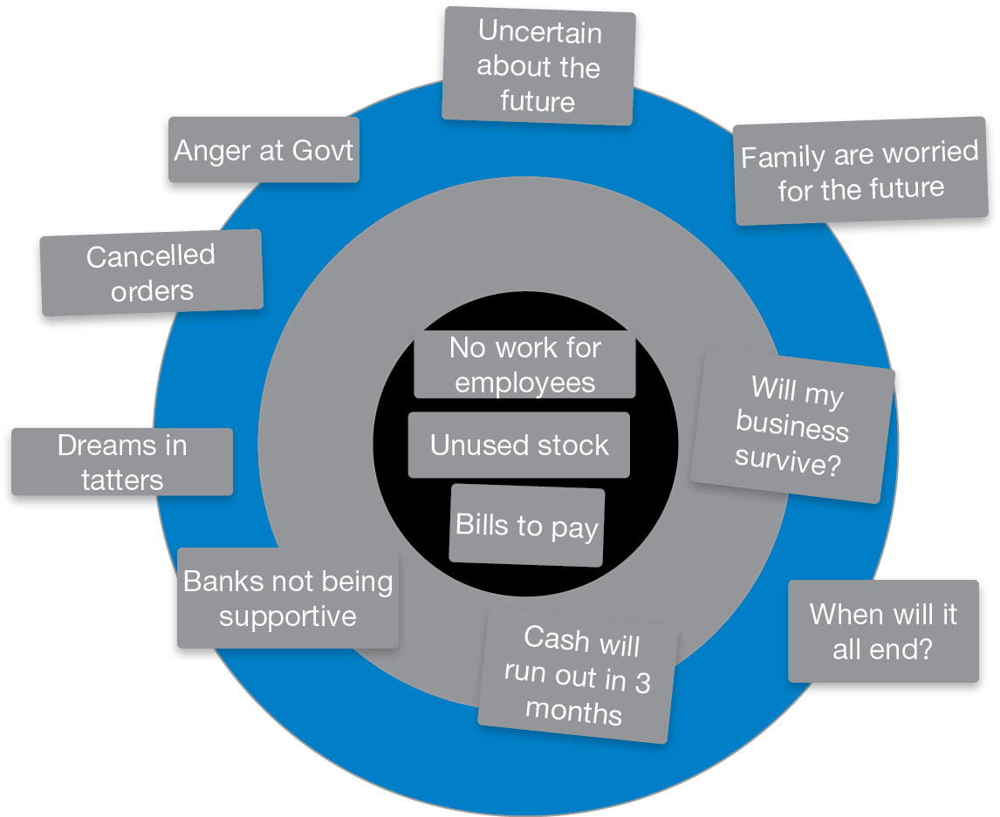 Uncertain
about the
future
Anger at Govt
Family are worried
for the future
Cancelled
orders
No work for
employees
Will my
business
survive?
Unused stock
Dreams in
tatters
Bills to pay
Banks not being
supportive
When will it
all end?
Cash will
run out in 3
months